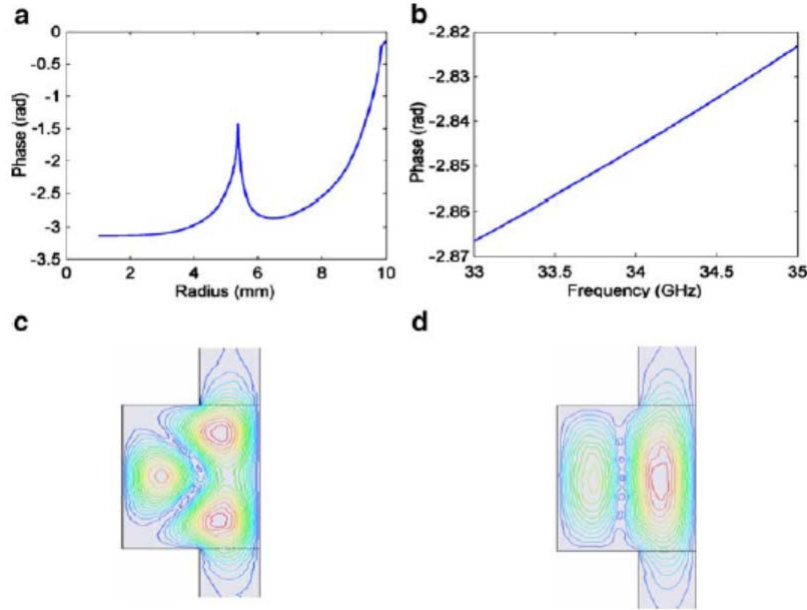 a
0
-0.5
-1
-1.5
-2
-2.5
-3
-3.5
Phase (rad)
0 2 4 6 8 10
Radius (mm)
b
-2.82
-2.83
-2.84
-2.85
-2.86
-2.87
Phase (rad)
33 33.5 34 34.5 35
Frequency (GHz)
c
d